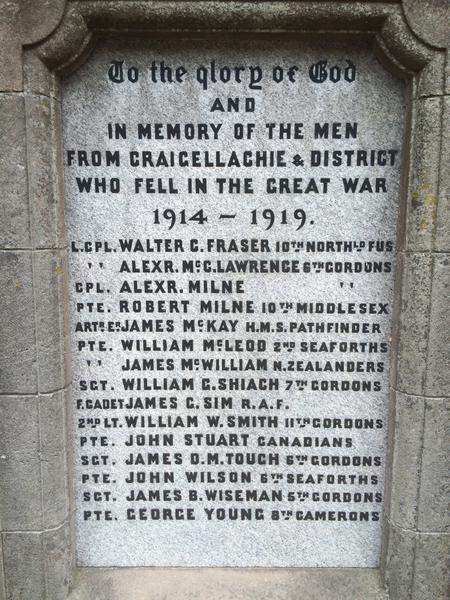 To the glory of God
AND
IN MEMORY OF THE MEN
FROM CRAIGELLACHIE & DISTRICT
WHO FELL IN THE GREAT WAR
1914 – 1919.
L.CPL. WALTER G. FRASER 10TH NORTHLD FUS
" ALEXR. McC. LAWRENCE 6TH GORDONS
CPL. ALEXR. MILNE "
PTE. ROBERT MILNE 10TH MIDDLESEX
JAMES McKAY H.M.S. PATHFINDER
PTE. WILLIAM McLEOD 2ND SEAFORTHS
" JAMES McWILLIAM N. ZEALANDERS
SGT. WILLIAM G. SHIACH 7TH GORDONS
F. CADET JAMES G. SIM R.A.F.
2ND LT. WILLIAM W. SMITH 11TH GORDONS
PTE. JOHN STUART CANADIANS
SGT. JAMES D.M. TOUGH 6TH GORDONS
PTE. JOHN WILSON 6TH SEAFORTHS
SGT. JAMES B. WISEMAN 5TH GORDONS
PTE. GEORGE YOUNG 8TH CAMERONS